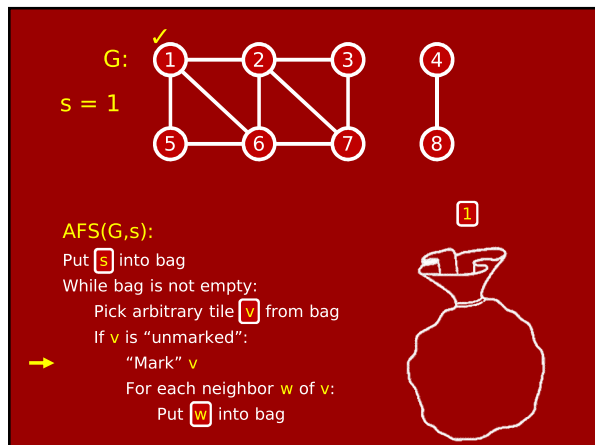 ✓
G: 1 2 3 4
s = 1
5 6 7 8
1
AFS(G,s):
Put s into bag
While bag is not empty:
Pick arbitrary tile v from bag
If v is “unmarked”:
“Mark” v
For each neighbor w of v:
Put w into bag